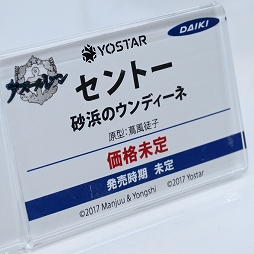 YOSTAR
DAIKI
アズールレーン
セントー
砂浜のウンディーネ
原型：蔦風徒子
価格未定
発売時期 未定
©2017 Manjuu & Yongshi ©2017 Yostar